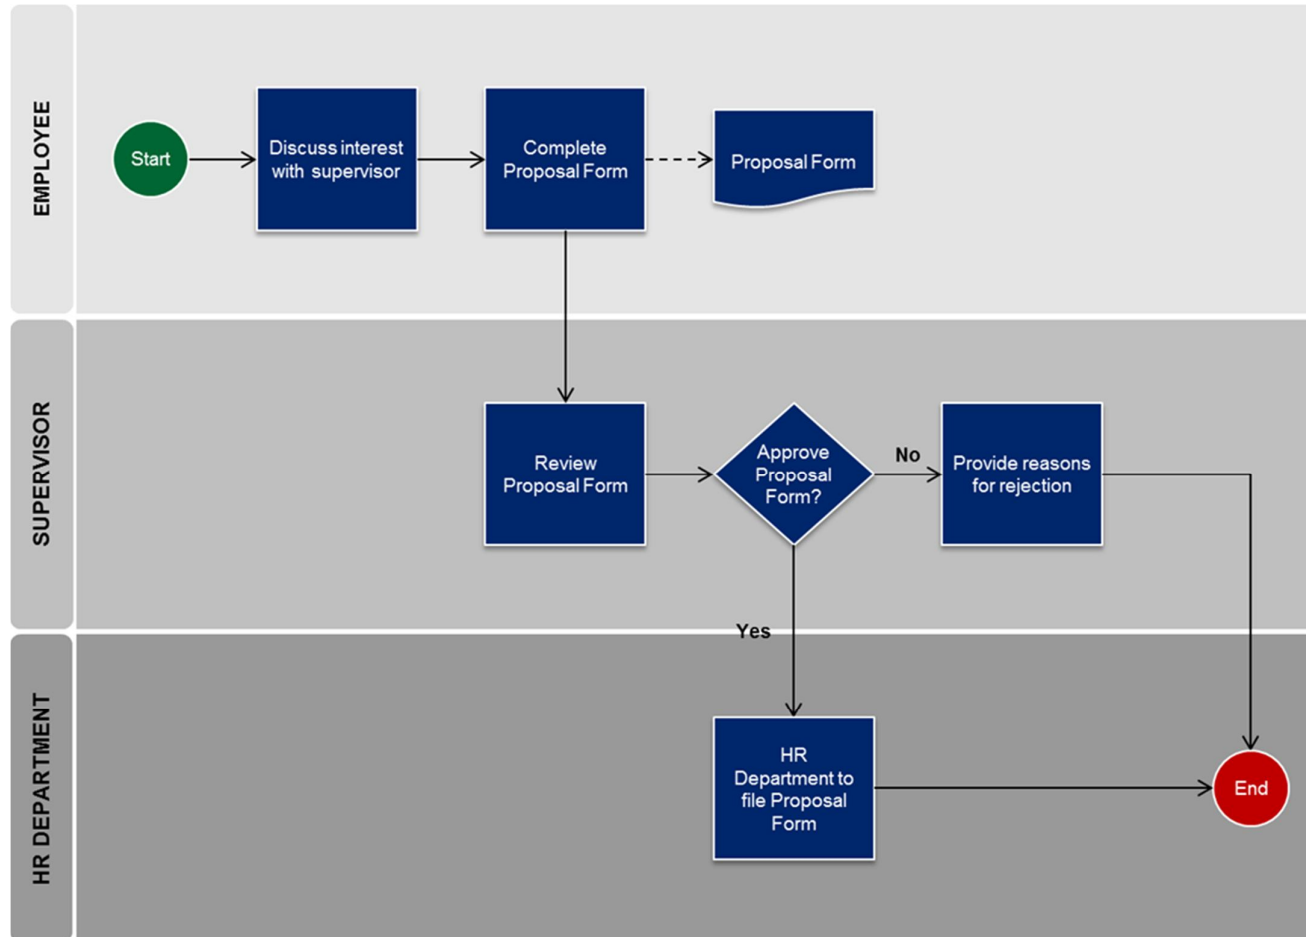 EMPLOYEE
Start
Discuss interest
with supervisor
Complete
Proposal Form
Proposal Form
SUPERVISOR
Review
Proposal Form
Approve
Proposal
Form?
No
Provide reasons
for rejection
Yes
HR DEPARTMENT
HR
Department to
file Proposal
Form
End